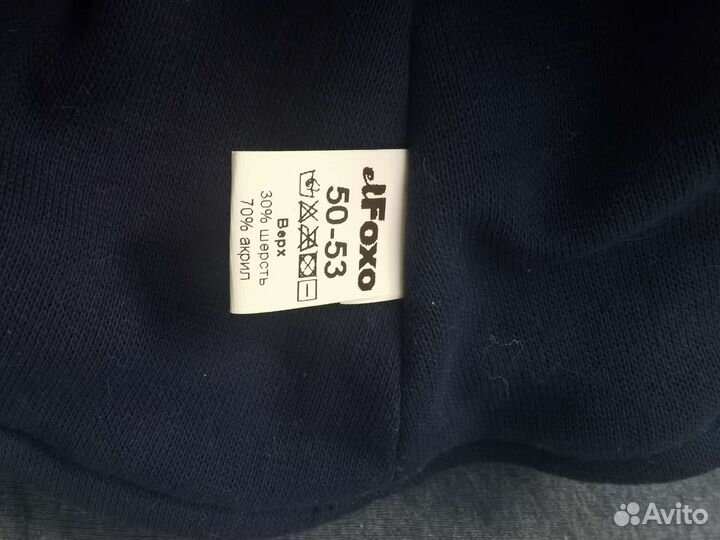 elFoxo
50-53
Верх
30% шерсть
70% акрил
Avito